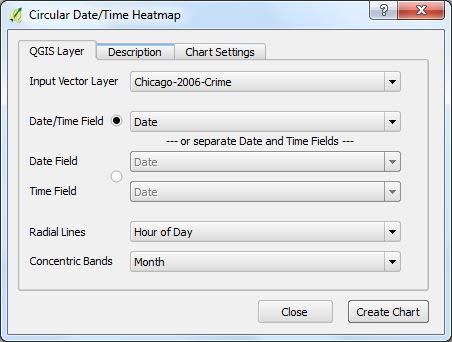 Circular Date/Time Heatmap
?
QGIS Layer Description Chart Settings
Input Vector Layer Chicago-2006-Crime
Date/Time Field Date
--- or separate Date and Time Fields ---
Date Field Date
Time Field Date
Radial Lines Hour of Day
Concentric Bands Month
Close Create Chart